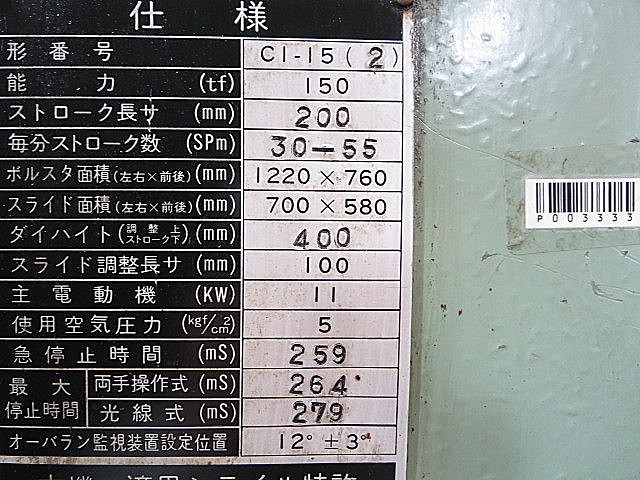 仕様
形番号 C1-15(2)
能力 (tf) 150
ストローク長サ (mm) 200
毎分ストローク数 (SPm) 30-55
ボルスタ面積(左右×前後)(mm) 1220×760
スライド面積(左右×前後)(mm) 700×580
ダイハイト(調整上 ストローク下)(mm) 400
スライド調整長サ (mm) 100
主電動機 (KW) 11
使用空気圧力 (kgf/cm2) 5
急停止時間 (mS) 259
最大停止時間 両手操作式 (mS) 264
光線式 (mS) 279
オーバラン監視装置設定位置 12°±3°
P003333